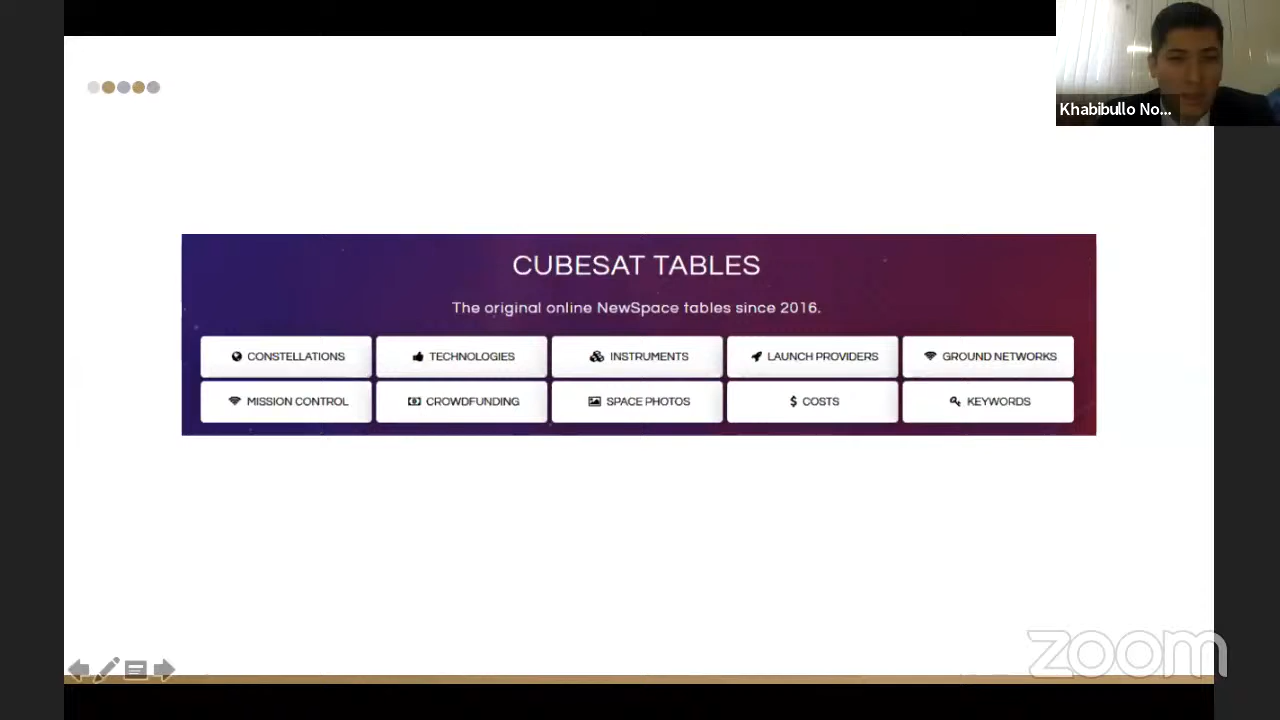 Khabibullo No...
CUBESAT TABLES
The original online NewSpace tables since 2016.
CONSTELLATIONS TECHNOLOGIES INSTRUMENTS LAUNCH PROVIDERS GROUND NETWORKS
MISSION CONTROL CROWDFUNDING SPACE PHOTOS $ COSTS KEYWORDS
zoom